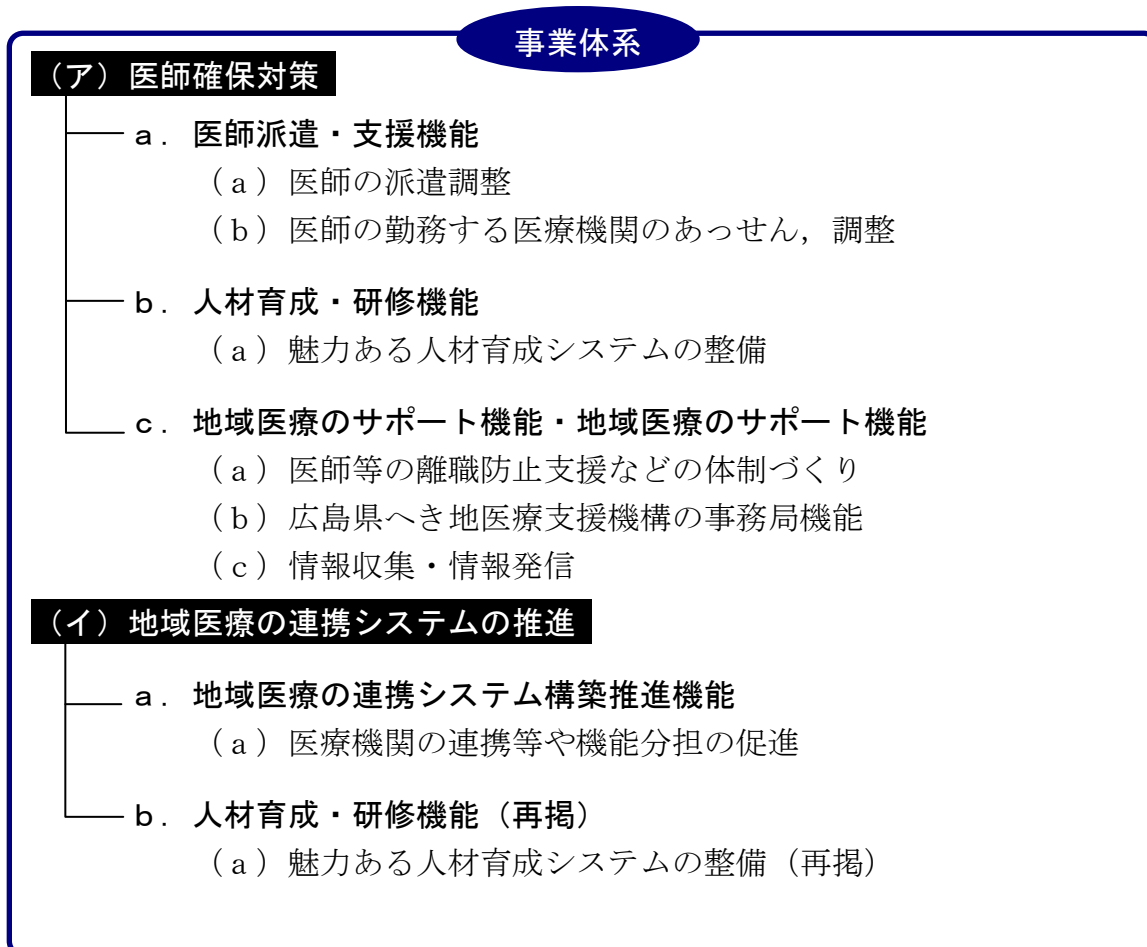 事業体系
（ア）医師確保対策
ａ．医師派遣・支援機能
（ａ）医師の派遣調整
（ｂ）医師の勤務する医療機関のあっせん，調整
ｂ．人材育成・研修機能
（ａ）魅力ある人材育成システムの整備
ｃ．地域医療のサポート機能・地域医療のサポート機能
（ａ）医師等の離職防止支援などの体制づくり
（ｂ）広島県へき地医療支援機構の事務局機能
（ｃ）情報収集・情報発信
（イ）地域医療の連携システムの推進
ａ．地域医療の連携システム構築推進機能
（ａ）医療機関の連携等や機能分担の促進
ｂ．人材育成・研修機能（再掲）
（ａ）魅力ある人材育成システムの整備（再掲）